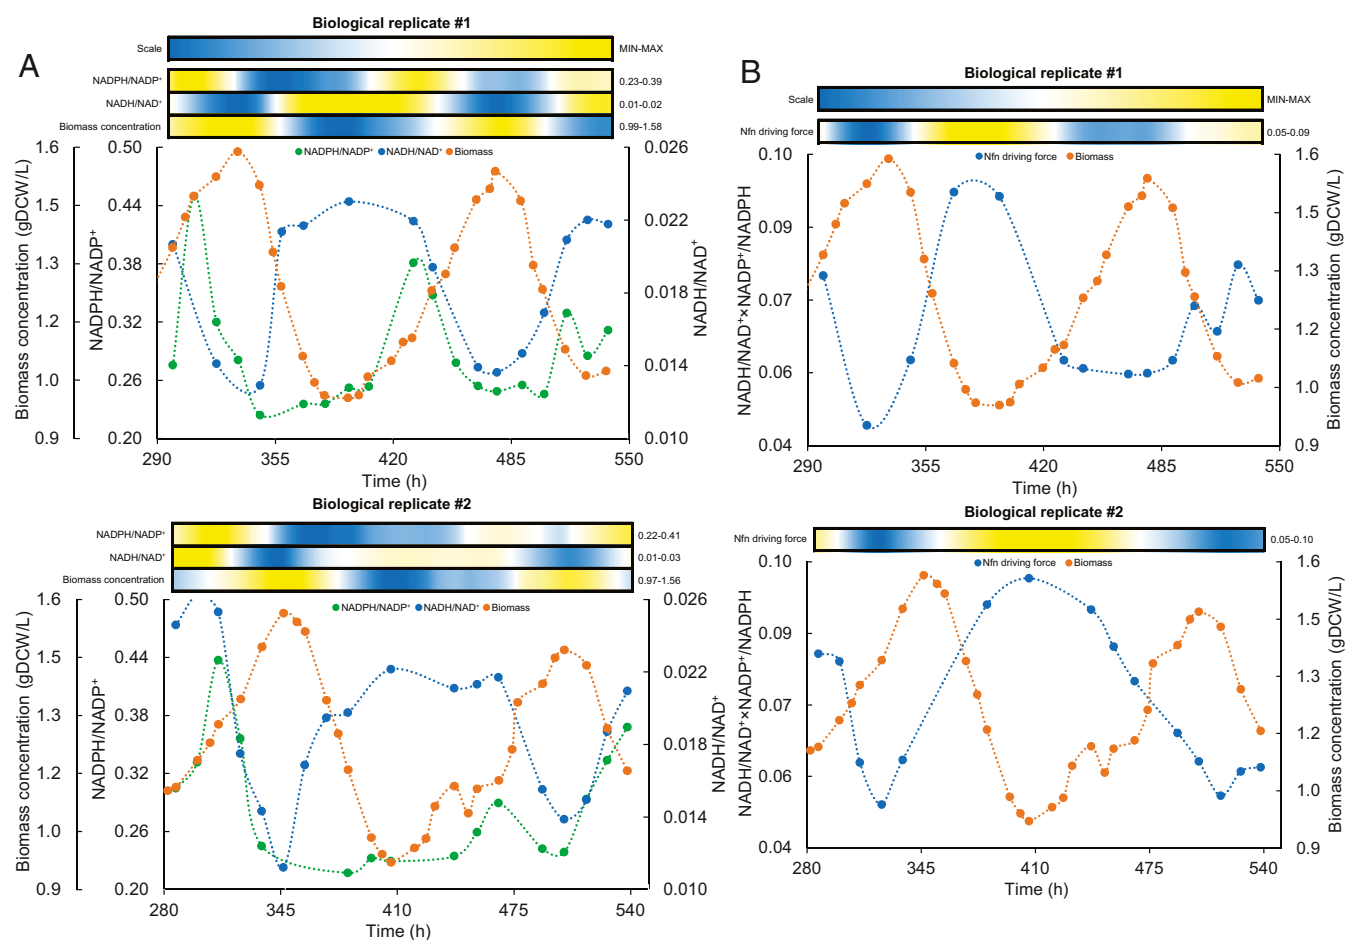 A
Biological replicate #1
Scale
MIN-MAX
NADPH/NADP⁺
0.23-0.39
NADH/NAD⁺
0.01-0.02
Biomass concentration
0.99-1.58
NADPH/NADP⁺ NADH/NAD⁺ Biomass
1.6
1.5
1.3
1.2
1.0
0.9
Biomass concentration (gDCW/L)
0.50
0.44
0.38
0.32
0.26
0.20
NADPH/NADP⁺
0.026
0.022
0.018
0.014
0.010
NADH/NAD⁺
290 355 420 485 550
Time (h)
Biological replicate #2
NADPH/NADP⁺
0.22-0.41
NADH/NAD⁺
0.01-0.03
Biomass concentration
0.97-1.56
NADPH/NADP⁺ NADH/NAD⁺ Biomass
1.6
1.5
1.3
1.2
1.0
0.9
Biomass concentration (gDCW/L)
0.50
0.44
0.38
0.32
0.26
0.20
NADPH/NADP⁺
0.026
0.022
0.018
0.014
0.010
NADH/NAD⁺
280 345 410 475 540
Time (h)
B
Biological replicate #1
Scale
MIN-MAX
Nfn driving force
0.05-0.09
Nfn driving force Biomass
0.10
0.09
0.07
0.06
0.04
NADH/NAD⁺×NADP⁺/NADPH
1.6
1.5
1.3
1.2
1.0
0.9
Biomass concentration (gDCW/L)
290 355 420 485 550
Time (h)
Biological replicate #2
Nfn driving force
0.05-0.10
Nfn driving force Biomass
0.10
0.09
0.07
0.06
0.04
NADH/NAD⁺×NADP⁺/NADPH
1.6
1.5
1.3
1.2
1.0
0.9
Biomass concentration (gDCW/L)
280 345 410 475 540
Time (h)